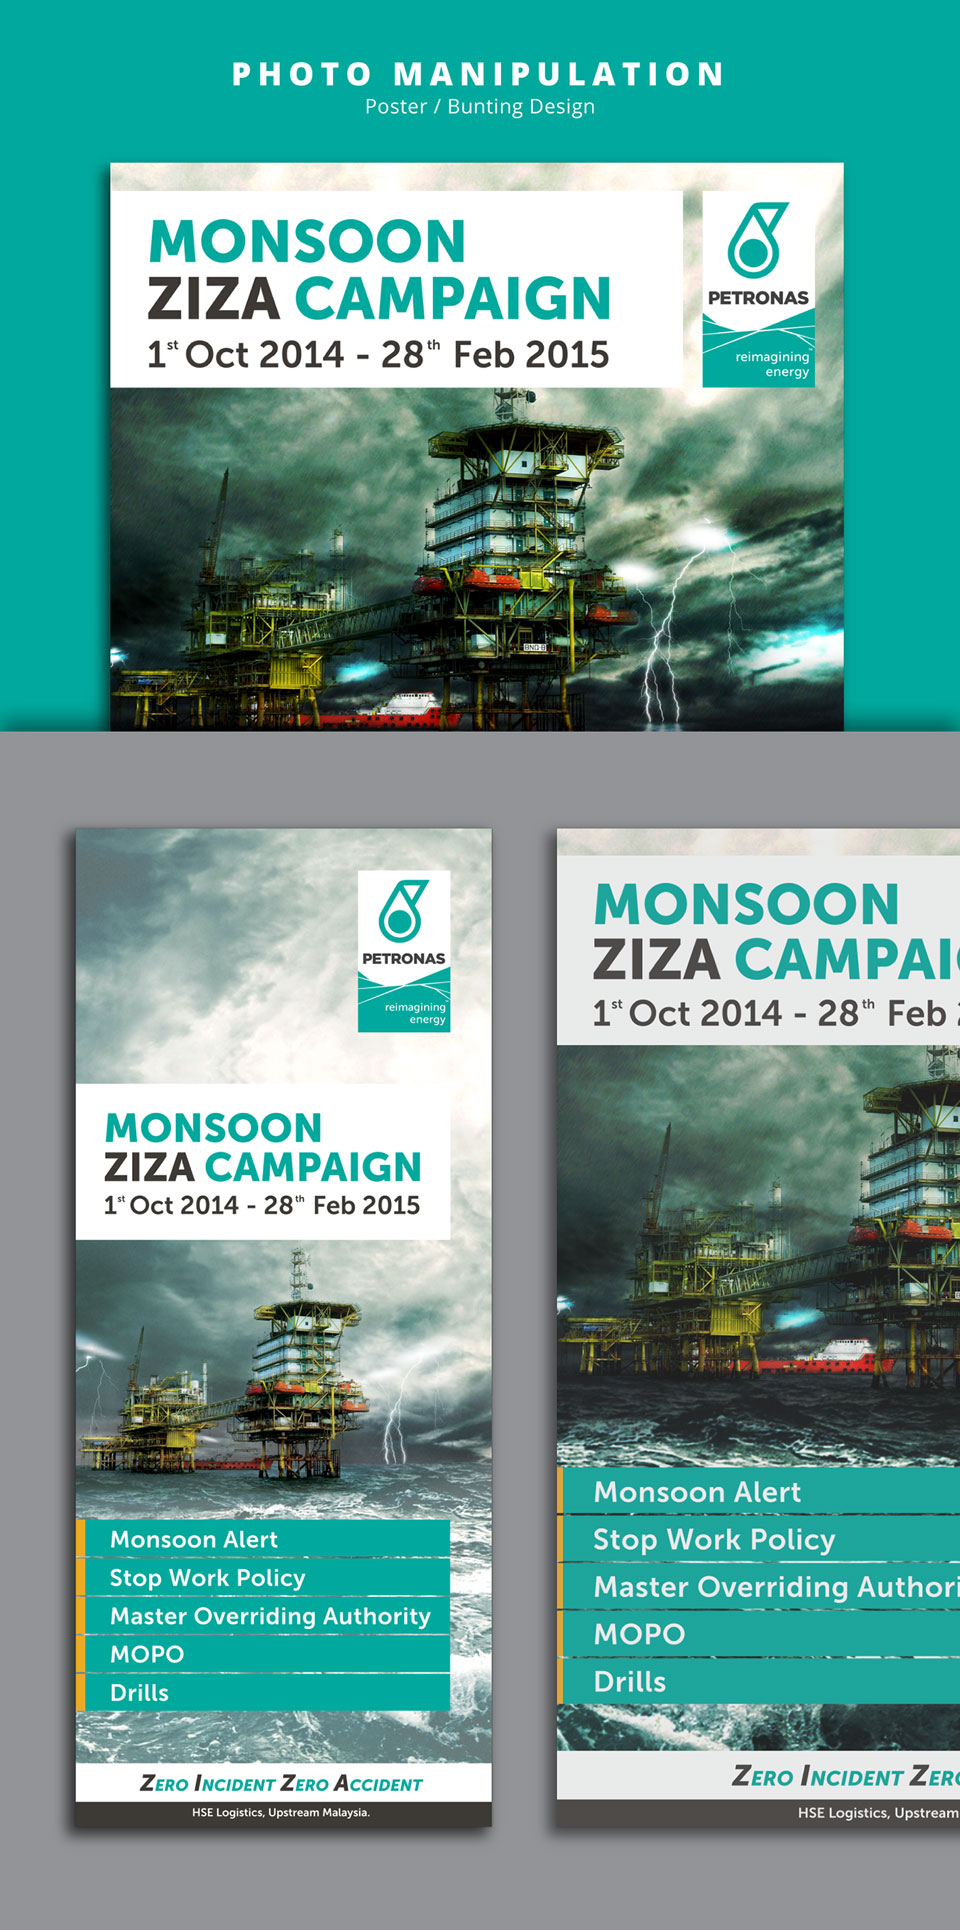 PHOTO MANIPULATION
Poster / Bunting Design
MONSOON
ZIZA CAMPAIGN
1st Oct 2014 - 28th Feb 2015
PETRONAS
reimagining
energy
PETRONAS
reimagining
energy
MONSOON
ZIZA CAMPAIGN
1st Oct 2014 - 28th Feb 2015
Monsoon Alert
Stop Work Policy
Master Overriding Authority
MOPO
Drills
ZERO INCIDENT ZERO ACCIDENT
HSE Logistics, Upstream Malaysia.
MONSOON
ZIZA CAMPAI
1st Oct 2014 - 28th Feb
Monsoon Alert
Stop Work Policy
Master Overriding Authori
MOPO
Drills
ZERO INCIDENT ZERO
HSE Logistics, Upstream